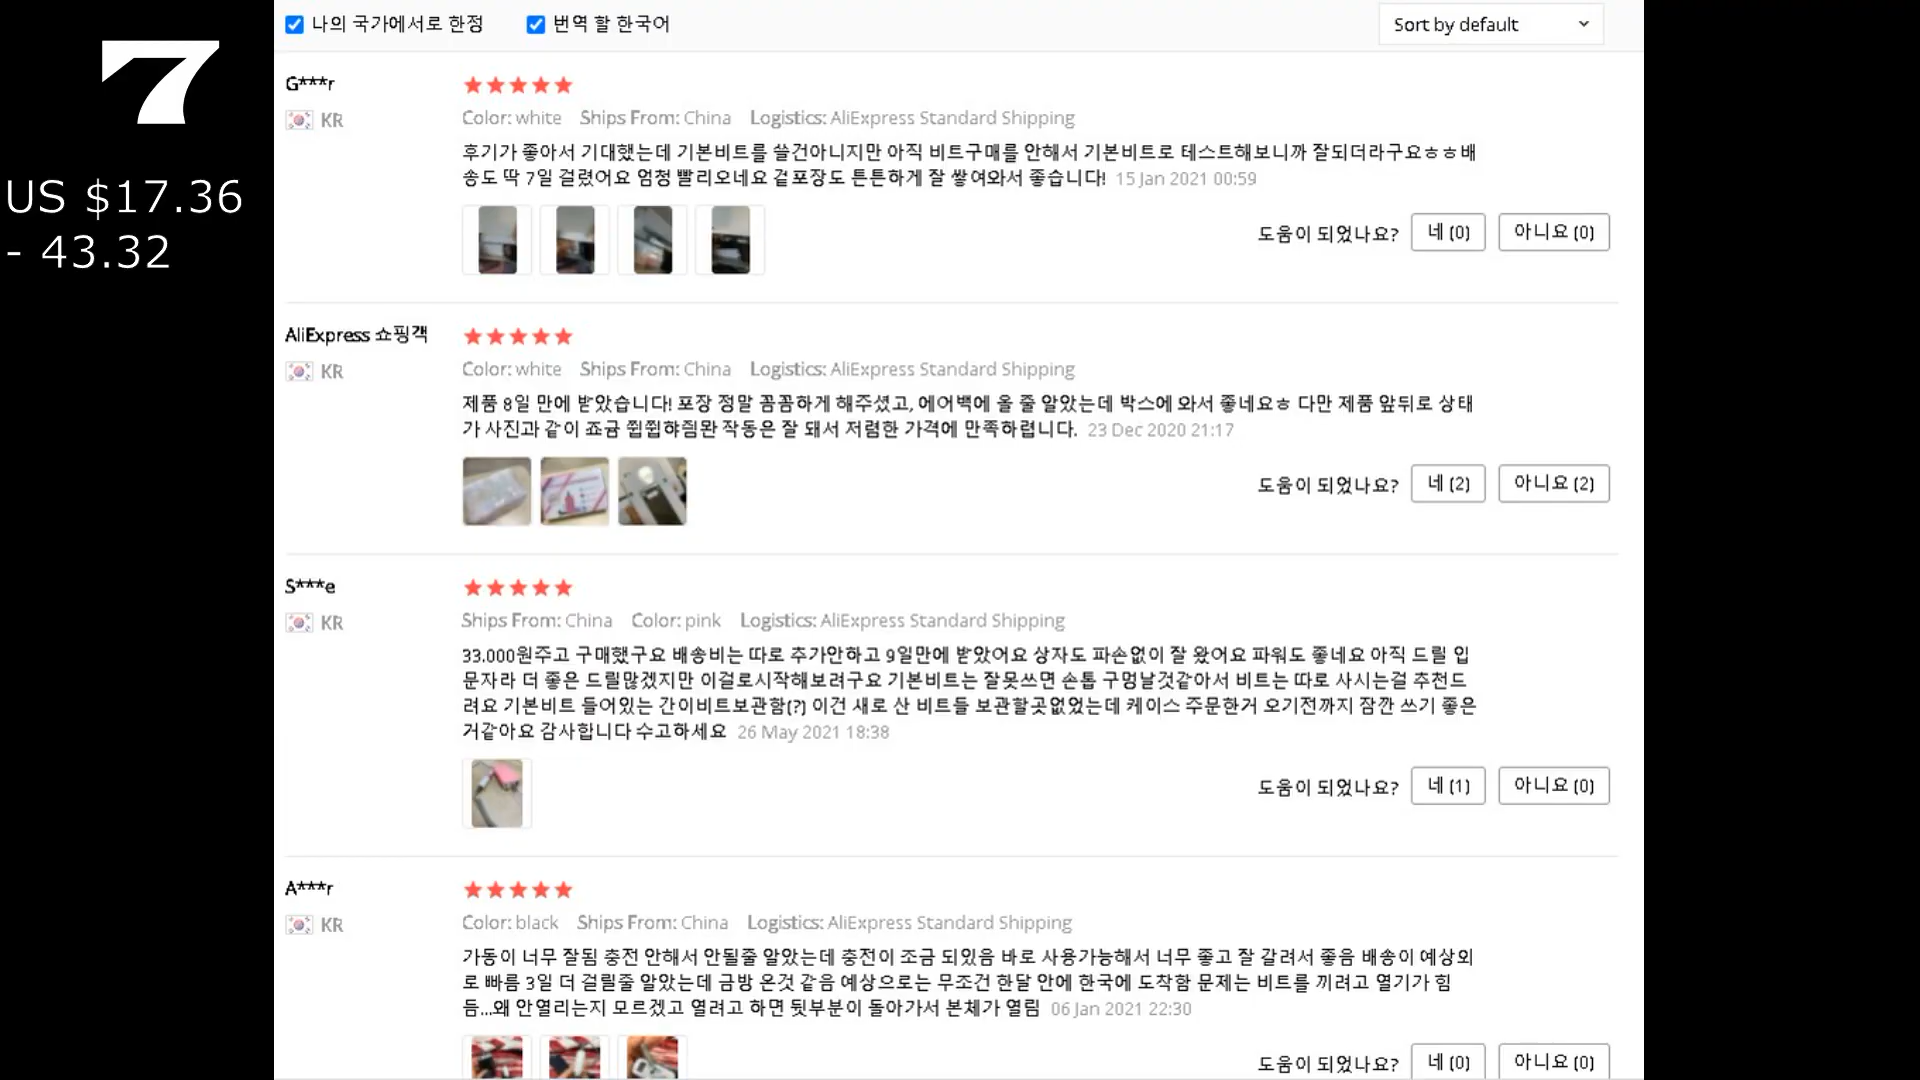 7
US $17.36
- 43.32
나의 국가에서로 한정
번역 할 한국어
Sort by default
G***r
KR
Color: white Ships From: China Logistics: AliExpress Standard Shipping
후기가 좋아서 기대했는데 기본비트를 쓸건아니지만 아직 비트구매를 안해서 기본비트로 테스트해보니까 잘되더라구요ㅎㅎ배
송도 딱 7일 걸렸어요 엄청 빨리오네요 겉포장도 튼튼하게 잘 쌓여와서 좋습니다! 15 Jan 2021 00:59
도움이 되었나요? 네 (0) 아니요 (0)
AliExpress 쇼핑객
KR
Color: white Ships From: China Logistics: AliExpress Standard Shipping
제품 8일 만에 받았습니다! 포장 정말 꼼꼼하게 해주셨고, 에어백에 올 줄 알았는데 박스에 와서 좋네요ㅎ 다만 제품 앞뒤로 상태
가 사진과 같이 죠금 쮭쮭햐즴먄 작동은 잘 돼서 저렴한 가격에 만족하렵니다. 23 Dec 2020 21:17
도움이 되었나요? 네 (2) 아니요 (2)
S***e
KR
Ships From: China Color: pink Logistics: AliExpress Standard Shipping
33.000원주고 구매했구요 배송비는 따로 추가안하고 9일만에 받았어요 상자도 파손없이 잘 왔어요 파워도 좋네요 아직 드릴 입
문자라 더 좋은 드릴많겠지만 이걸로시작해보려구요 기본비트는 잘못쓰면 손톱 구멍날것같아서 비트는 따로 사시는걸 추천드
려요 기본비트 들어있는 간이비트보관함(?) 이건 새로 산 비트들 보관할곳없었는데 케이스 주문한거 오기전까지 잠깐 쓰기 좋은
거같아요 감사합니다 수고하세요 26 May 2021 18:38
도움이 되었나요? 네 (1) 아니요 (0)
A***r
KR
Color: black Ships From: China Logistics: AliExpress Standard Shipping
가동이 너무 잘됨 충전 안해서 안될줄 알았는데 충전이 조금 되있음 바로 사용가능해서 너무 좋고 잘 갈려서 좋음 배송이 예상외
로 빠름 3일 더 걸릴줄 알았는데 금방 온것 같음 예상으로는 무조건 한달 안에 한국에 도착함 문제는 비트를 끼려고 열기가 힘
듬...왜 안열리는지 모르겠고 열려고 하면 뒷부분이 돌아가서 본체가 열림 06 Jan 2021 22:30
도움이 되었나요? 네 (0) 아니요 (0)